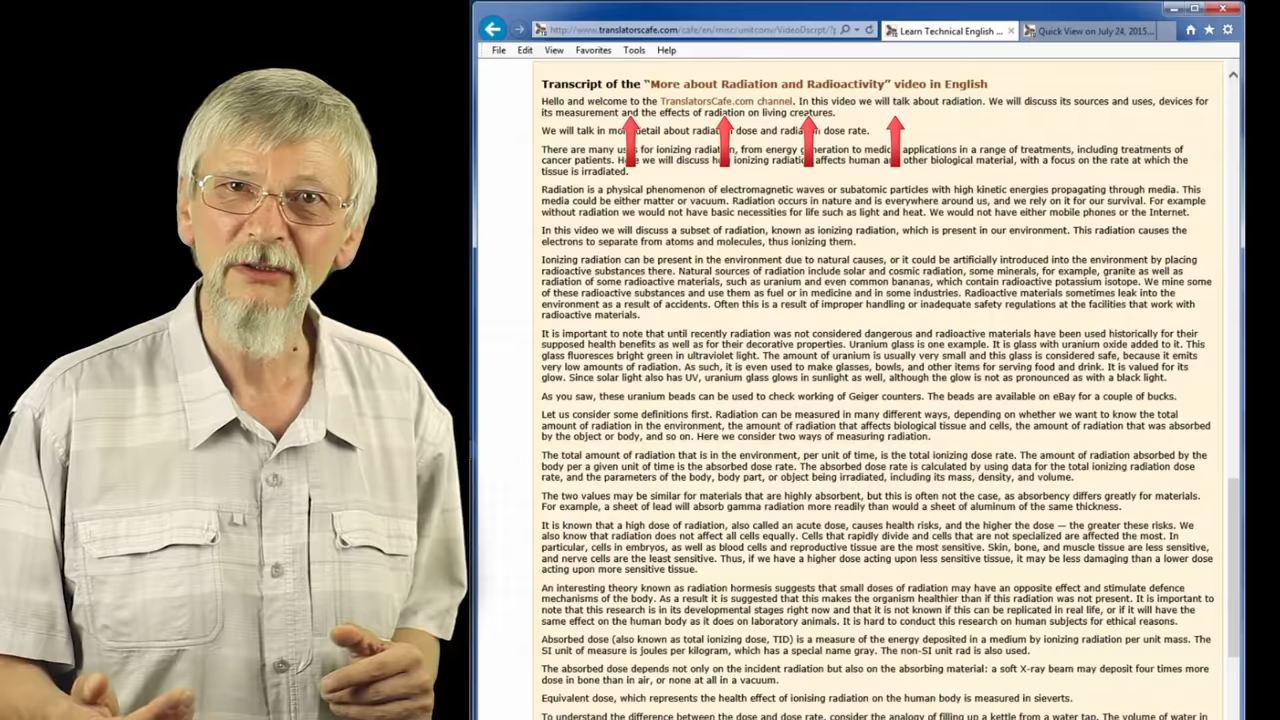 http://www.translatorscafe.com/cafe/en/misc/unitconv/VideoDscrpt/?
Learn Technical English ...
Quick View on July 24, 2015...
File Edit View Favorites Tools Help
Transcript of the "More about Radiation and Radioactivity" video in English
Hello and welcome to the TranslatorsCafe.com channel. In this video we will talk about radiation. We will discuss its sources and uses, devices for
its measurement and the effects of radiation on living creatures.
We will talk in more detail about radiation dose and radiation dose rate.
There are many uses for ionizing radiation, from energy generation to medical applications in a range of treatments, including treatments of
cancer patients. Here we will discuss how ionizing radiation affects human and other biological material, with a focus on the rate at which the
tissue is irradiated.
Radiation is a physical phenomenon of electromagnetic waves or subatomic particles with high kinetic energies propagating through media. This
media could be either matter or vacuum. Radiation occurs in nature and is everywhere around us, and we rely on it for our survival. For example
without radiation we would not have basic necessities for life such as light and heat. We would not have either mobile phones or the Internet.
In this video we will discuss a subset of radiation, known as ionizing radiation, which is present in our environment. This radiation causes the
electrons to separate from atoms and molecules, thus ionizing them.
Ionizing radiation can be present in the environment due to natural causes, or it could be artificially introduced into the environment by placing
radioactive substances there. Natural sources of radiation include solar and cosmic radiation, some minerals, for example, granite as well as
radiation of some radioactive materials, such as uranium and even common bananas, which contain radioactive potassium isotope. We mine some
of these radioactive substances and use them as fuel or in medicine and in some industries. Radioactive materials sometimes leak into the
environment as a result of accidents. Often this is a result of improper handling or inadequate safety regulations at the facilities that work with
radioactive materials.
It is important to note that until recently radiation was not considered dangerous and radioactive materials have been used historically for their
supposed health benefits as well as for their decorative properties. Uranium glass is one example. It is glass with uranium oxide added to it. This
glass fluoresces bright green in ultraviolet light. The amount of uranium is usually very small and this glass is considered safe, because it emits
very low amounts of radiation. As such, it is even used to make glasses, bowls, and other items for serving food and drink. It is valued for its
glow. Since solar light also has UV, uranium glass glows in sunlight as well, although the glow is not as pronounced as with a black light.
As you saw, these uranium beads can be used to check working of Geiger counters. The beads are available on eBay for a couple of bucks.
Let us consider some definitions first. Radiation can be measured in many different ways, depending on whether we want to know the total
amount of radiation in the environment, the amount of radiation that affects biological tissue and cells, the amount of radiation that was absorbed
by the object or body, and so on. Here we consider two ways of measuring radiation.
The total amount of radiation that is in the environment, per unit of time, is the total ionizing dose rate. The amount of radiation absorbed by the
body per a given unit of time is the absorbed dose rate. The absorbed dose rate is calculated by using data for the total ionizing radiation dose
rate, and the parameters of the body, body part, or object being irradiated, including its mass, density, and volume.
The two values may be similar for materials that are highly absorbent, but this is often not the case, as absorbency differs greatly for materials.
For example, a sheet of lead will absorb gamma radiation more readily than would a sheet of aluminum of the same thickness.
It is known that a high dose of radiation, also called an acute dose, causes health risks, and the higher the dose — the greater these risks. We
also know that radiation does not affect all cells equally. Cells that rapidly divide and cells that are not specialized are affected the most. In
particular, cells in embryos, as well as blood cells and reproductive tissue are the most sensitive. Skin, bone, and muscle tissue are less sensitive,
and nerve cells are the least sensitive. Thus, if we have a higher dose acting upon less sensitive tissue, it may be less damaging than a lower dose
acting upon more sensitive tissue.
An interesting theory known as radiation hormesis suggests that small doses of radiation may have an opposite effect and stimulate defence
mechanisms of the body. As a result it is suggested that this makes the organism healthier than if this radiation was not present. It is important to
note that this research is in its developmental stages right now and that it is not known if this can be replicated in real life, or if it will have the
same effect on the human body as it does on laboratory animals. It is hard to conduct this research on human subjects for ethical reasons.
Absorbed dose (also known as total ionizing dose, TID) is a measure of the energy deposited in a medium by ionizing radiation per unit mass. The
SI unit of measure is joules per kilogram, which has a special name gray. The non-SI unit rad is also used.
The absorbed dose depends not only on the incident radiation but also on the absorbing material: a soft X-ray beam may deposit four times more
dose in bone than in air, or none at all in a vacuum.
Equivalent dose, which represents the health effect of ionising radiation on the human body is measured in sieverts.
To understand the difference between the dose and dose rate, consider the analogy of filling up a kettle from a water tap. The volume of water in